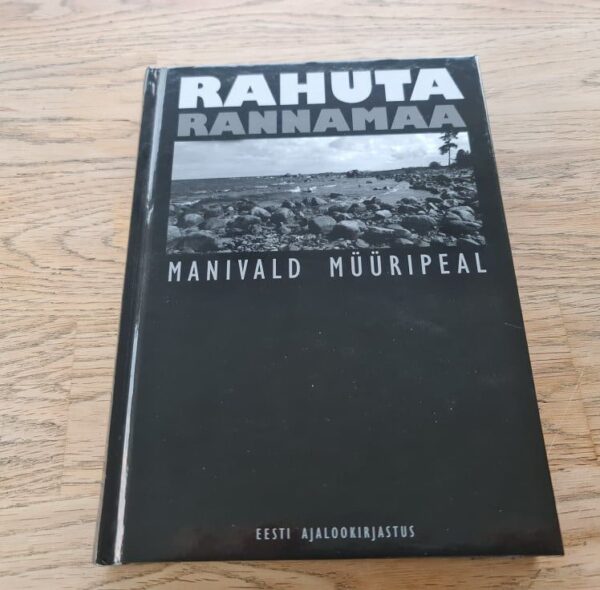 RAHUTA
RANNAMAA
MANIVALD MÜÜRIPEAL
EESTI AJALOOKIRJASTUS